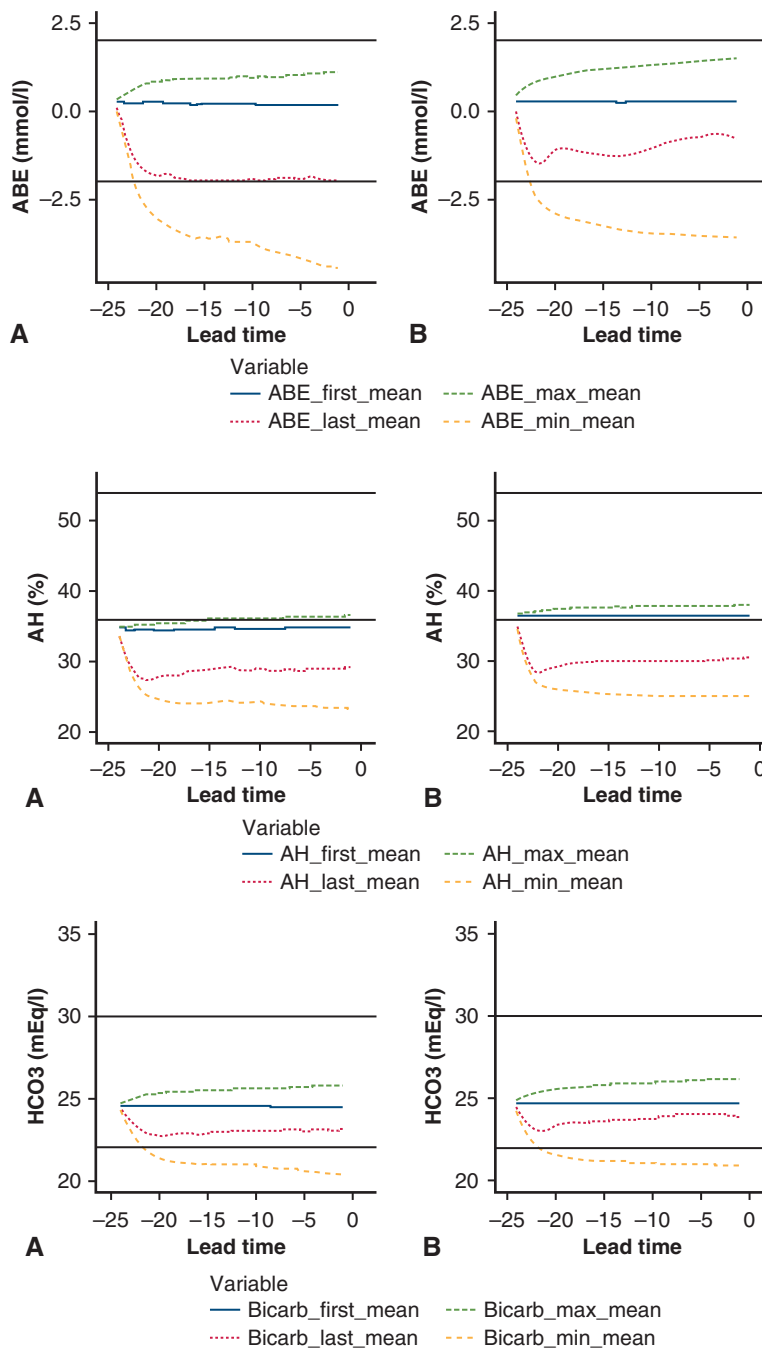 2.5
0.0
−2.5
ABE (mmol/l)
−25 −20 −15 −10 −5 0
Lead time
A
2.5
0.0
−2.5
ABE (mmol/l)
−25 −20 −15 −10 −5 0
Lead time
B
Variable
ABE_first_mean ABE_max_mean
ABE_last_mean ABE_min_mean
50
40
30
20
AH (%)
−25 −20 −15 −10 −5 0
Lead time
A
50
40
30
20
AH (%)
−25 −20 −15 −10 −5 0
Lead time
B
Variable
AH_first_mean AH_max_mean
AH_last_mean AH_min_mean
35
30
25
20
HCO3 (mEq/l)
−25 −20 −15 −10 −5 0
Lead time
A
35
30
25
20
HCO3 (mEq/l)
−25 −20 −15 −10 −5 0
Lead time
B
Variable
Bicarb_first_mean Bicarb_max_mean
Bicarb_last_mean Bicarb_min_mean